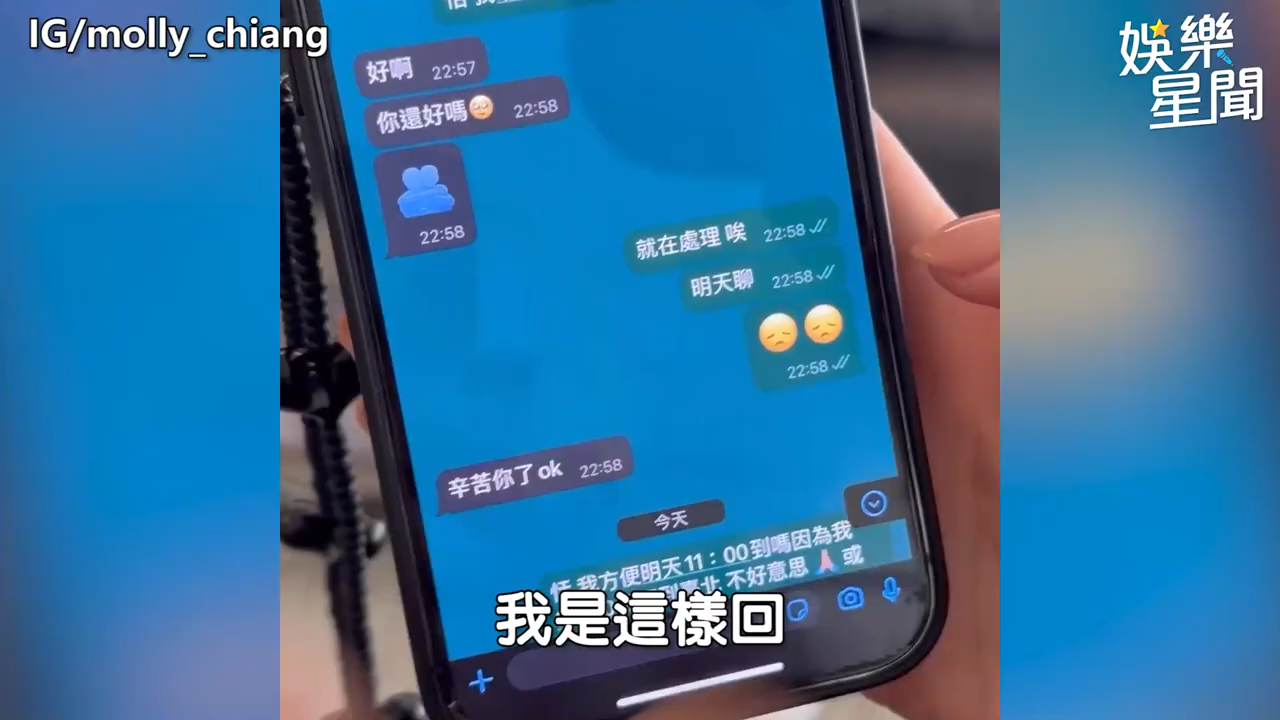 IG/molly_chiang
娛樂
星聞
好啊 22:57
你還好嗎🥺 22:58
22:58
就在處理 唉 22:58
明天聊 22:58
😞😞
22:58
辛苦你了ok 22:58
今天
我方便明天11：00到嗎因為我
北 不好意思🙏或
我是這樣回